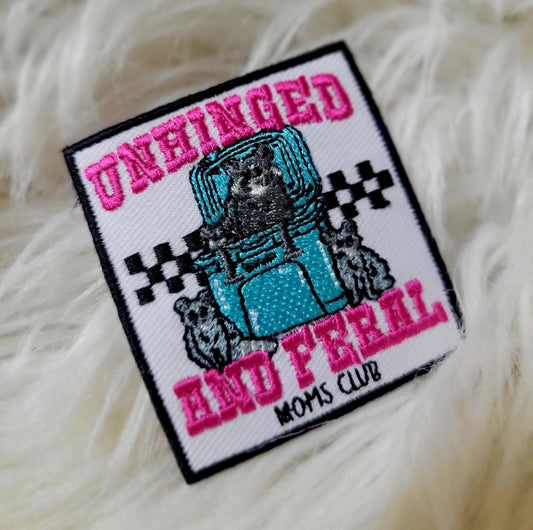 UNHINGED
AND FERAL
MOMS CLUB